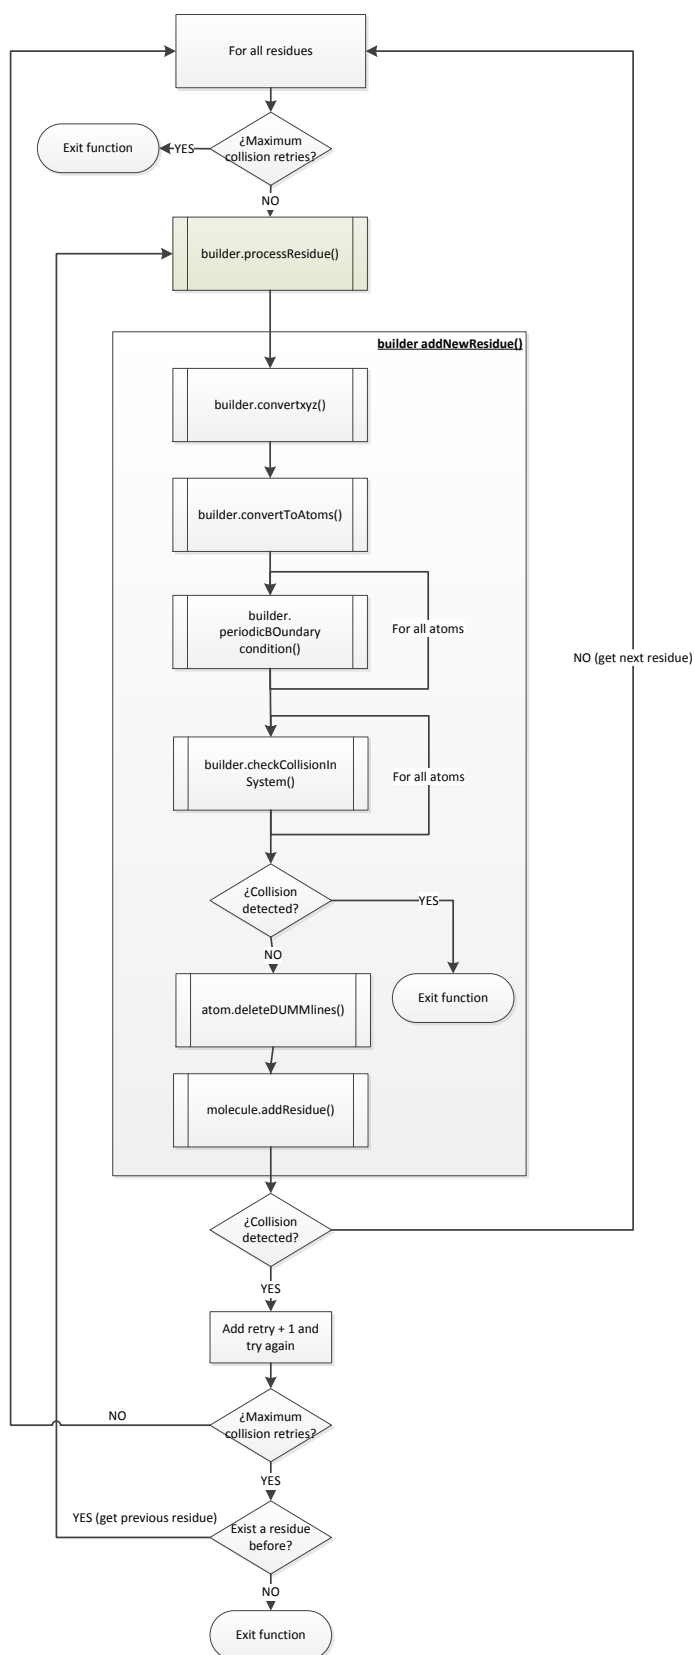 For all residues
¿Maximum
collision retries?
YES
Exit function
NO
builder.processResidue()
builder addNewResidue()
builder.convertxyz()
builder.convertToAtoms()
builder.
periodicBOundary
condition()
For all atoms
NO (get next residue)
builder.checkCollisionIn
System()
For all atoms
¿Collision
detected?
YES
NO
Exit function
atom.deleteDUMMlines()
molecule.addResidue()
¿Collision
detected?
YES
Add retry + 1 and
try again
¿Maximum
collision retries?
NO
YES
YES (get previous residue)
Exist a residue
before?
NO
Exit function